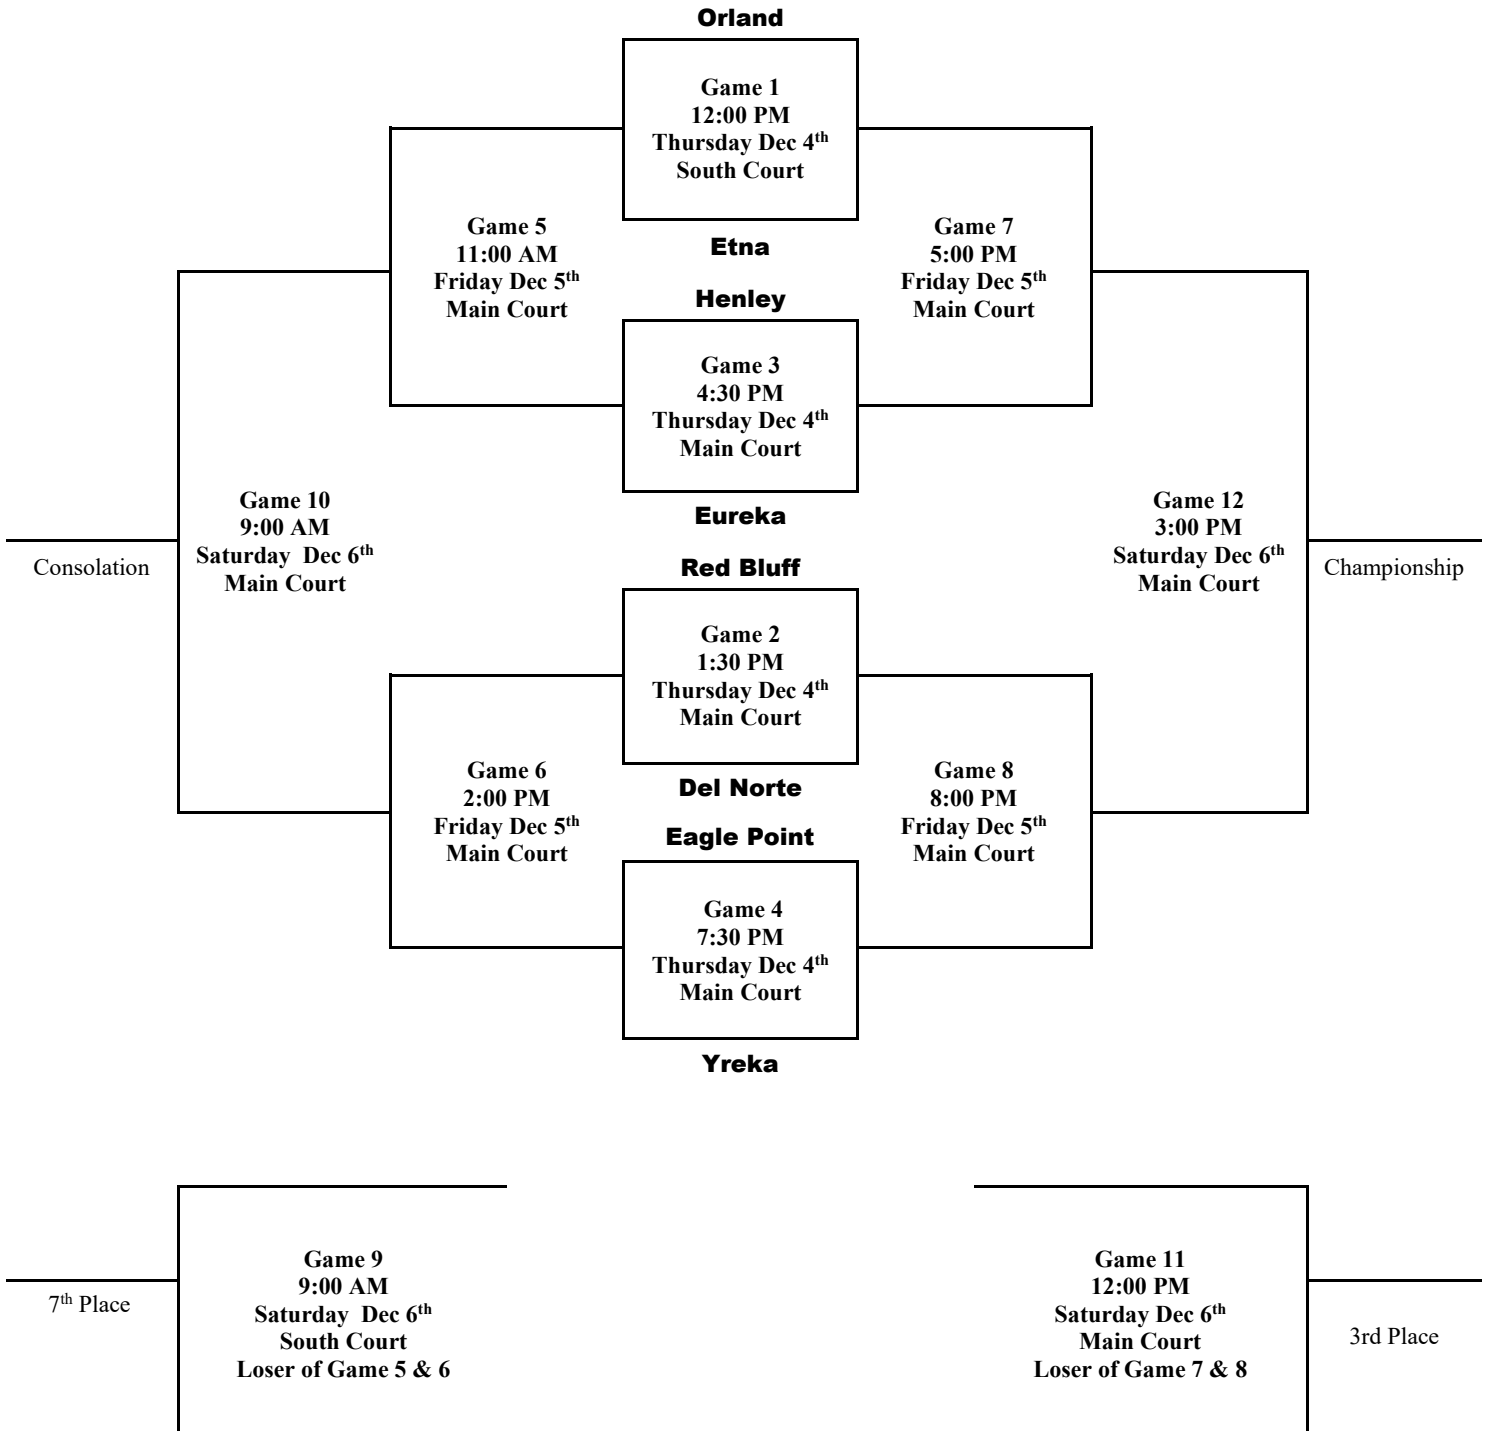 Orland
Game 1
12:00 PM
Thursday Dec 4th
South Court
Etna
Game 5
11:00 AM
Friday Dec 5th
Main Court
Game 7
5:00 PM
Friday Dec 5th
Main Court
Henley
Game 3
4:30 PM
Thursday Dec 4th
Main Court
Eureka
Game 10
9:00 AM
Saturday  Dec 6th
Main Court
Consolation
Game 12
3:00 PM
Saturday Dec 6th
Main Court
Championship
Red Bluff
Game 2
1:30 PM
Thursday Dec 4th
Main Court
Del Norte
Game 6
2:00 PM
Friday Dec 5th
Main Court
Game 8
8:00 PM
Friday Dec 5th
Main Court
Eagle Point
Game 4
7:30 PM
Thursday Dec 4th
Main Court
Yreka
Game 9
9:00 AM
Saturday  Dec 6th
South Court
Loser of Game 5 & 6
7th Place
Game 11
12:00 PM
Saturday Dec 6th
Main Court
Loser of Game 7 & 8
3rd Place